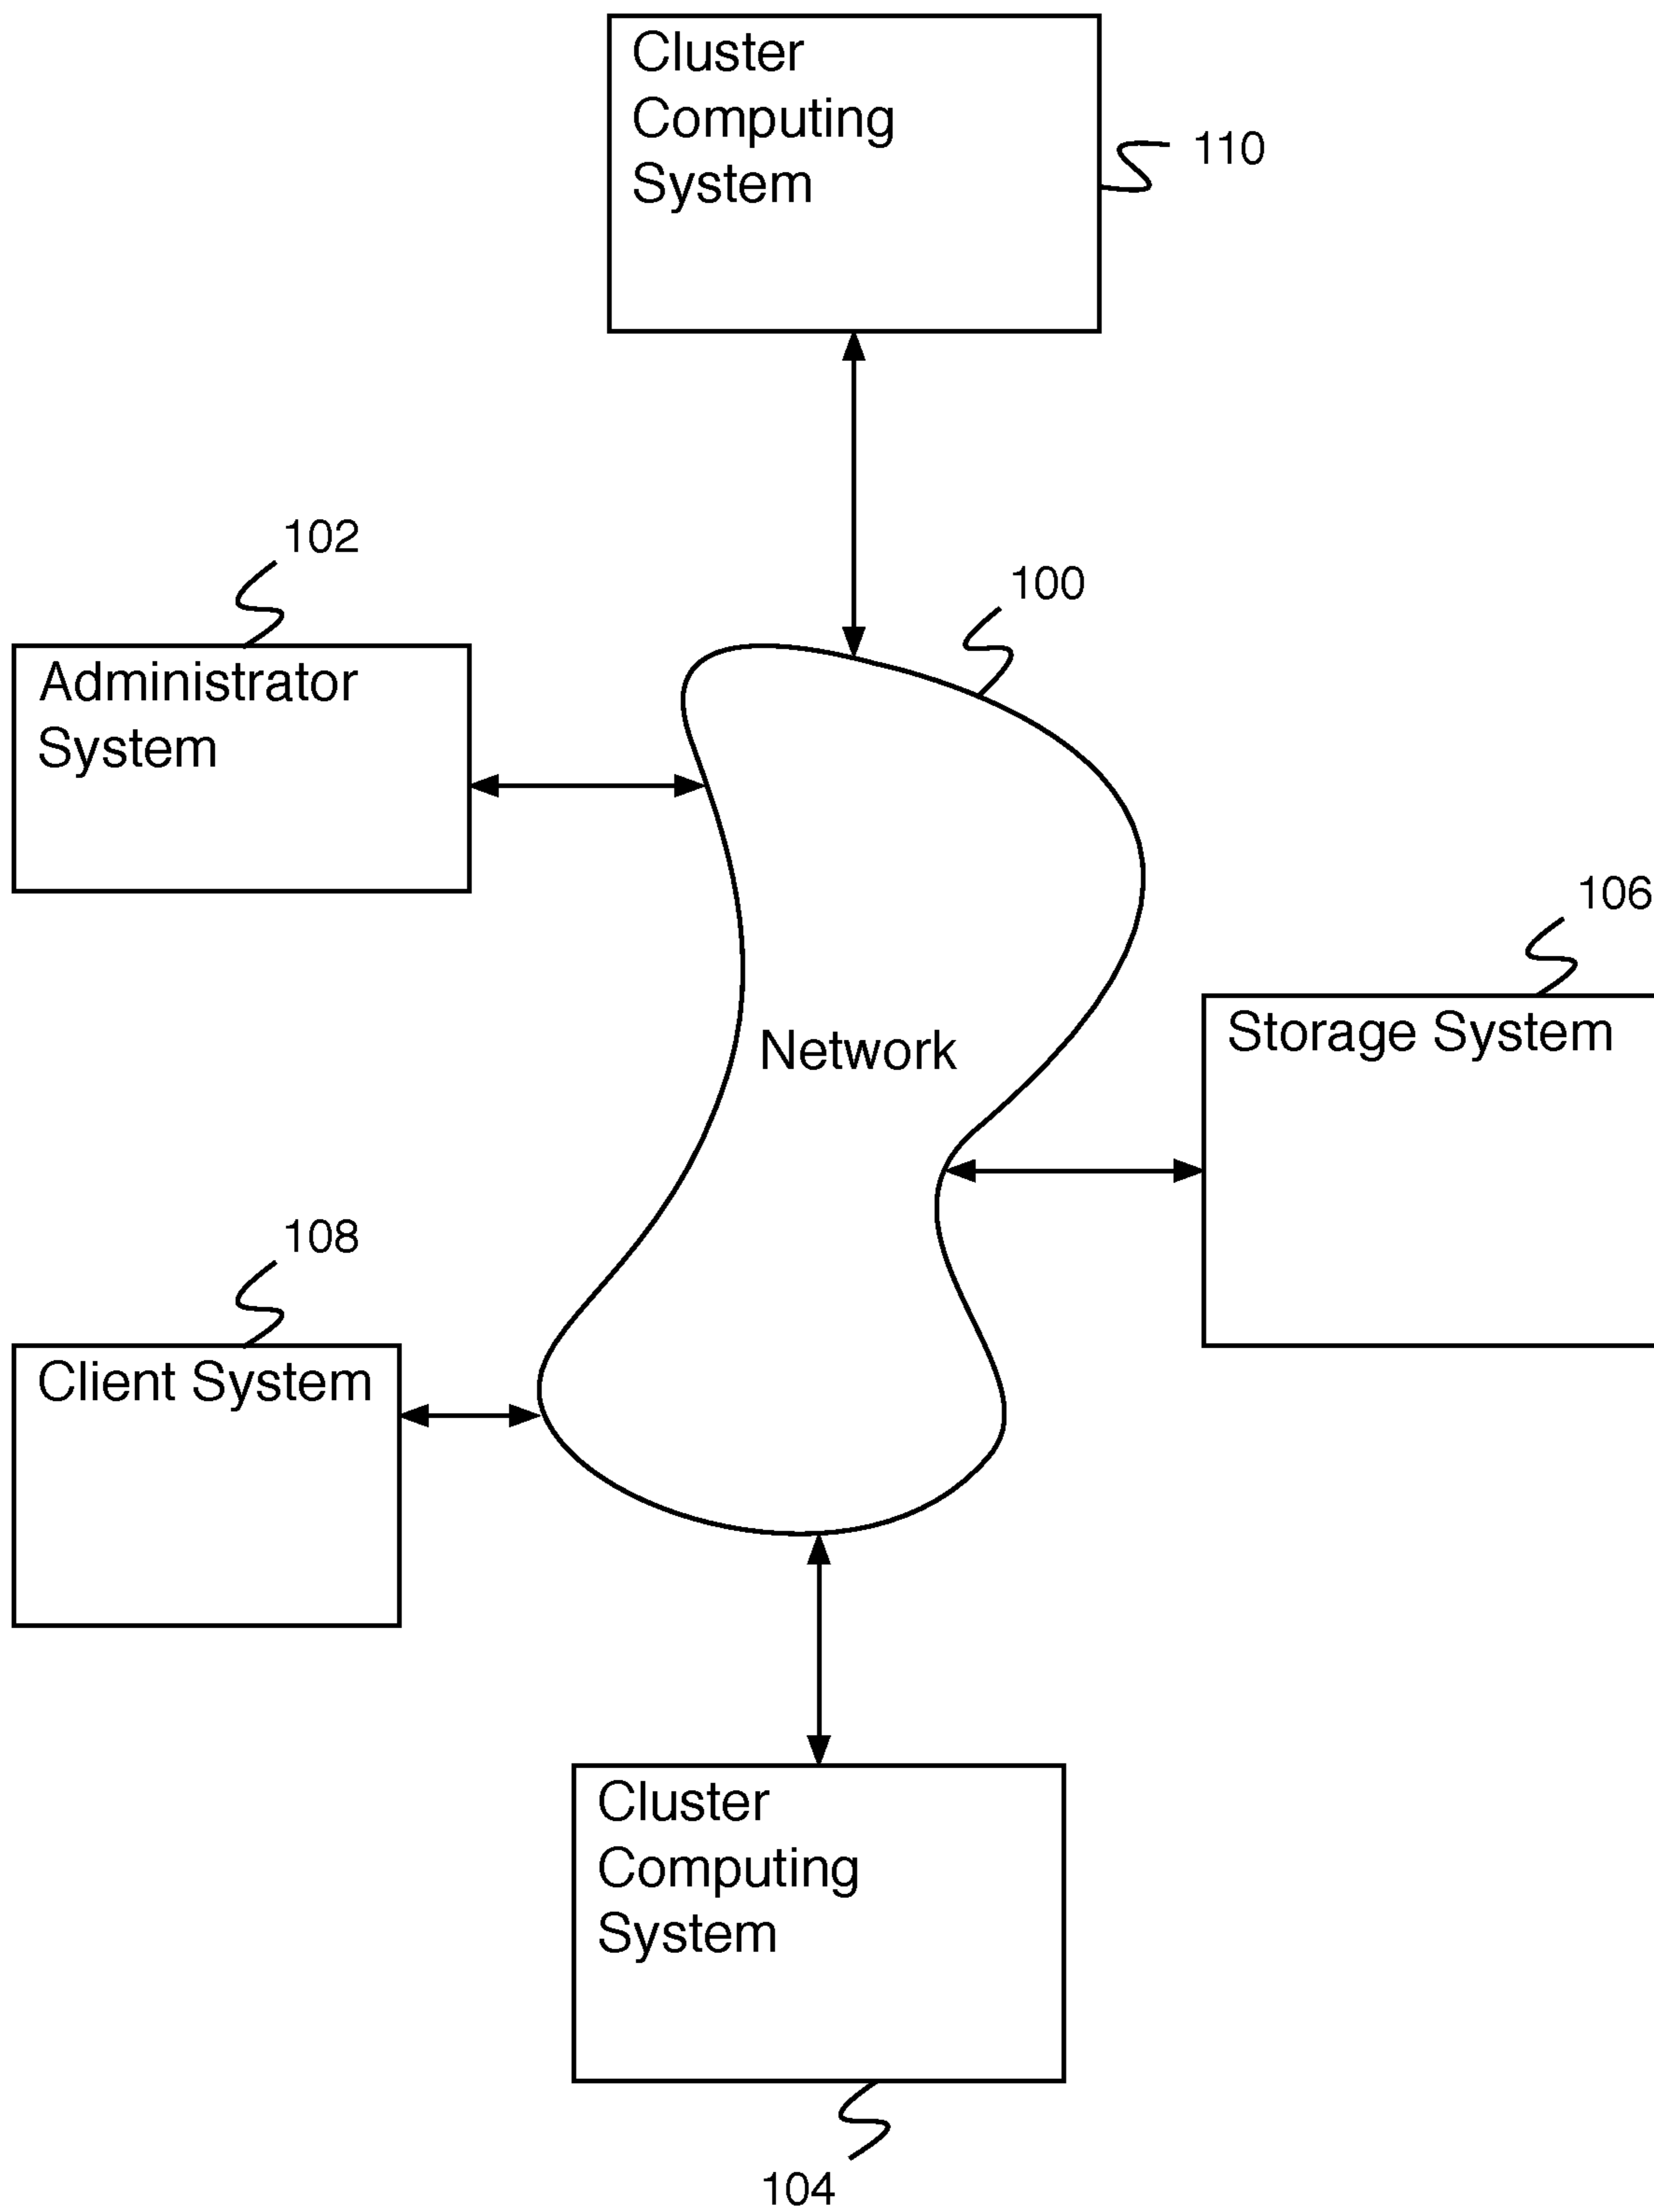 Cluster
Computing
System
110
102
100
Administrator
System
106
Storage System
Network
108
Client System
Cluster
Computing
System
104